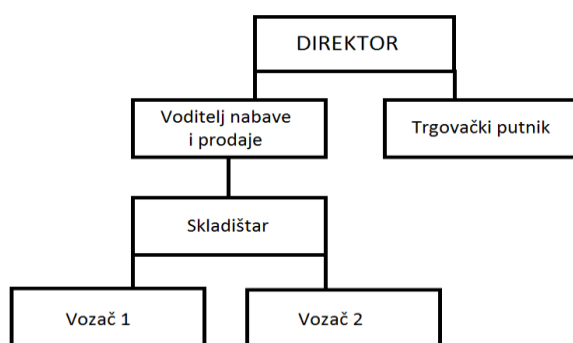 DIREKTOR
Voditelj nabave
i prodaje
Trgovački putnik
Skladištar
Vozač 1
Vozač 2